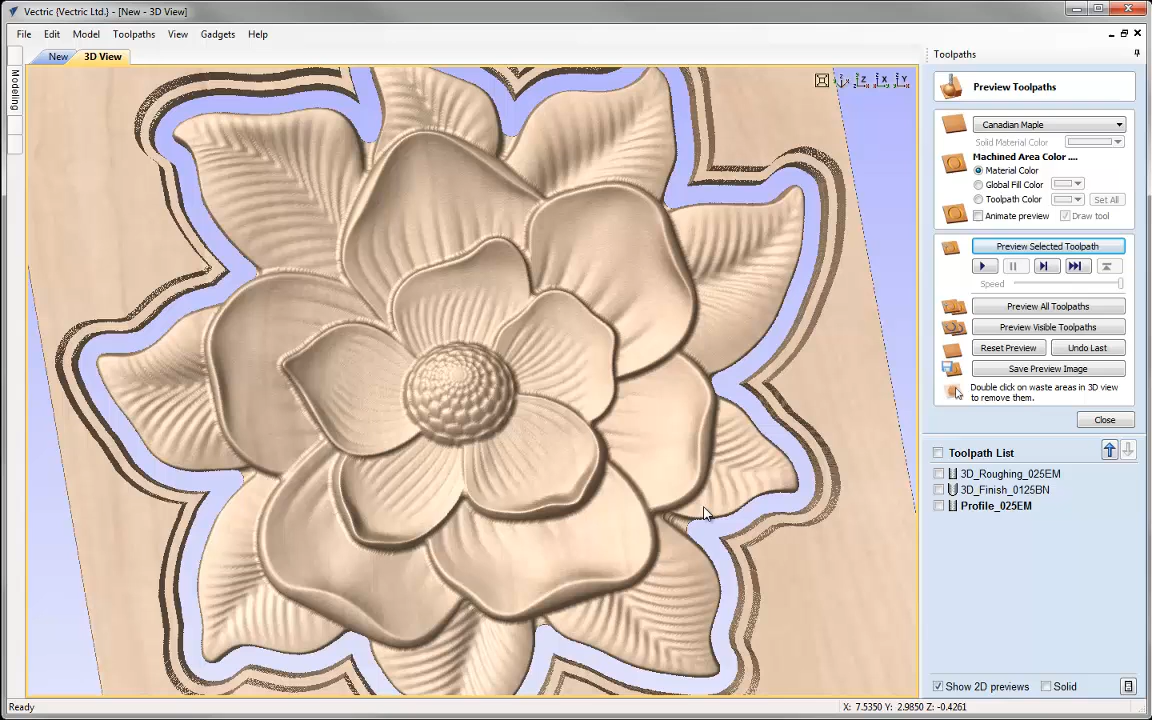 Vectric {Vectric Ltd.} - [New - 3D View]
File Edit Model Toolpaths View Gadgets Help
New 3D View
Modeling
Z X Y
Toolpaths
Preview Toolpaths
Canadian Maple
Solid Material Color
Machined Area Color ....
Material Color
Global Fill Color
Toolpath Color Set All
Animate preview Draw tool
Preview Selected Toolpath
Speed
Preview All Toolpaths
Preview Visible Toolpaths
Reset Preview Undo Last
Save Preview Image
Double click on waste areas in 3D view
to remove them.
Close
Toolpath List
3D_Roughing_025EM
3D_Finish_0125BN
Profile_025EM
Show 2D previews Solid
Ready X: 7.5350 Y: 2.9850 Z: -0.4261